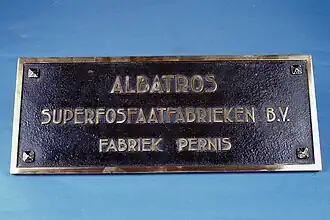 ALBATROS
SUPERFOSFAATFABRIEKEN B.V.
FABRIEK PERNIS